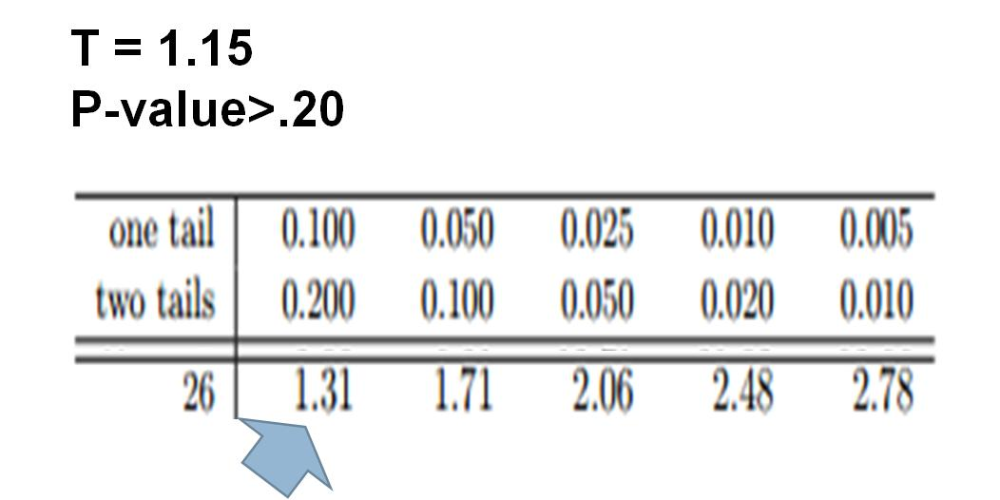 T = 1.15
P-value>.20
one tail 0.100 0.050 0.025 0.010 0.005
two tails 0.200 0.100 0.050 0.020 0.010
26 1.31 1.71 2.06 2.48 2.78